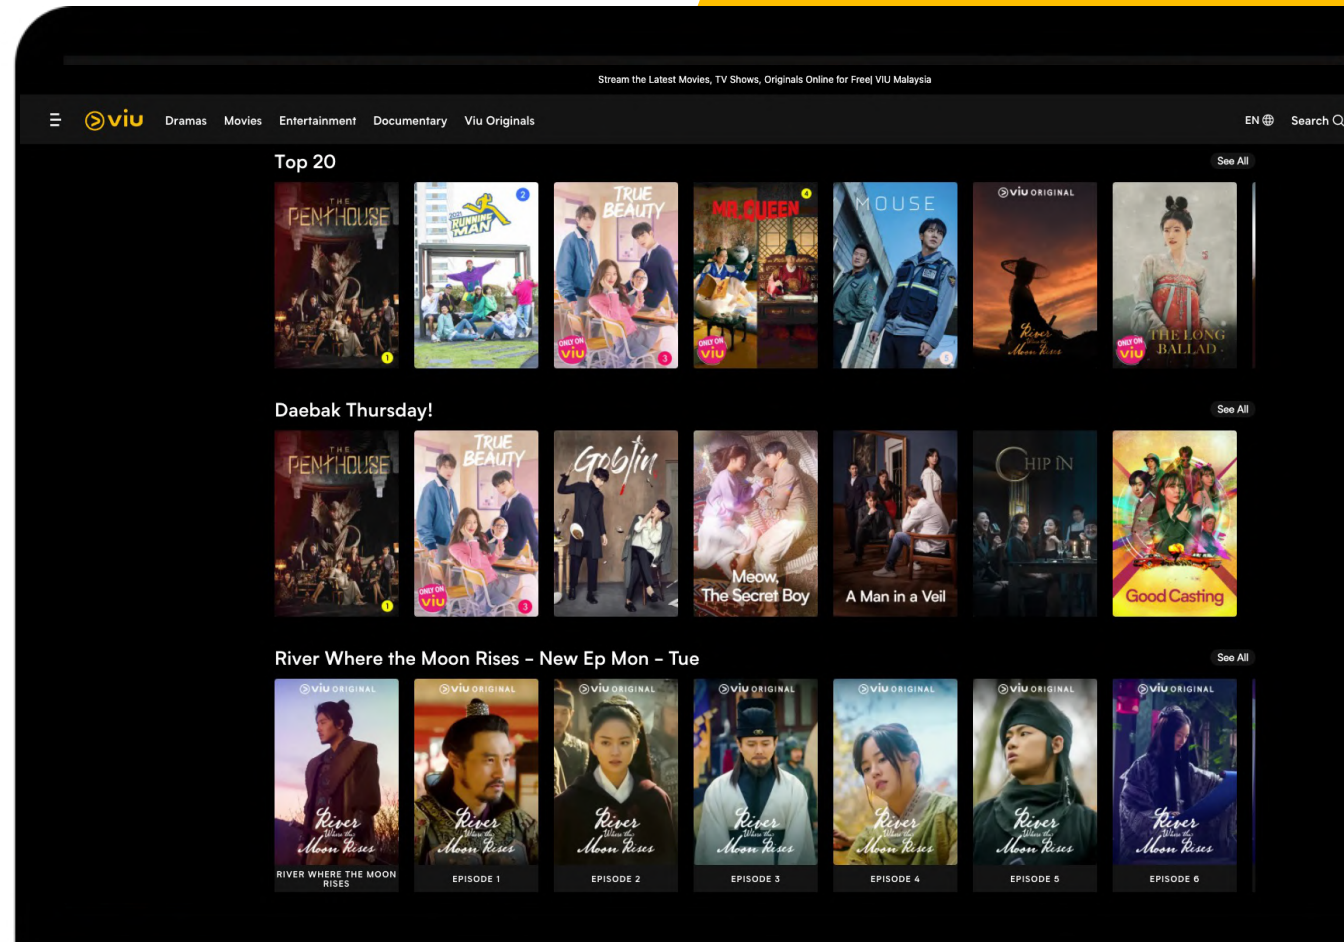 Stream the Latest Movies, TV Shows, Originals Online for Free| VIU Malaysia
viu Dramas Movies Entertainment Documentary Viu Originals EN Search
Top 20 See All
THE
PENTHOUSE
1
2
2021
RUNNING
MAN
TRUE
BEAUTY
ONLY ON
viu
3
4
MR.QUEEN
ONLY ON
viu
MOUSE
5
viu ORIGINAL
River
Where the
Moon Rises
ONLY ON
viu
THE LONG
BALLAD
Daebak Thursday! See All
THE
PENTHOUSE
1
TRUE
BEAUTY
ONLY ON
viu
3
Goblin
Meow,
The Secret Boy
A Man in a Veil
CHIP IN
Good Casting
River Where the Moon Rises - New Ep Mon - Tue See All
viu ORIGINAL
River
Where the
Moon Rises
RIVER WHERE THE MOON
RISES
viu ORIGINAL
River
Where the
Moon Rises
EPISODE 1
viu ORIGINAL
River
Where the
Moon Rises
EPISODE 2
viu ORIGINAL
River
Where the
Moon Rises
EPISODE 3
viu ORIGINAL
River
Where the
Moon Rises
EPISODE 4
viu ORIGINAL
River
Where the
Moon Rises
EPISODE 5
viu ORIGINAL
River
Where the
Moon Rises
EPISODE 6